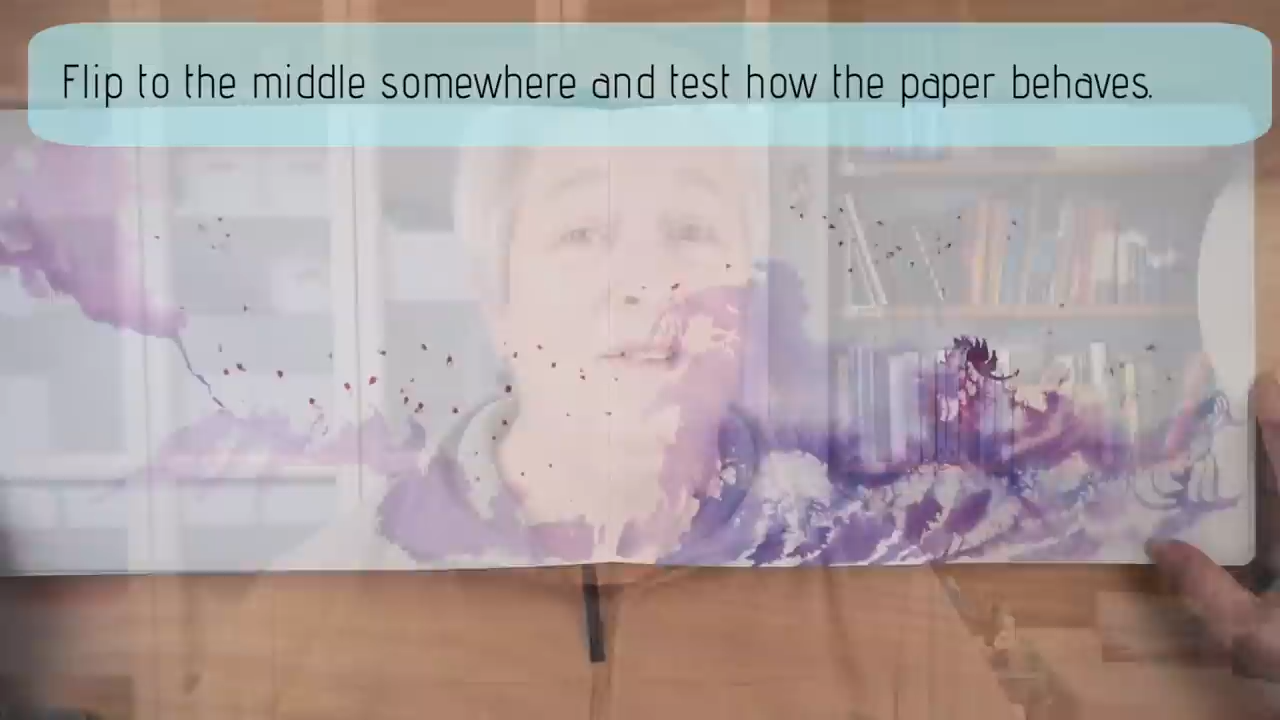 Flip to the middle somewhere and test how the paper behaves.